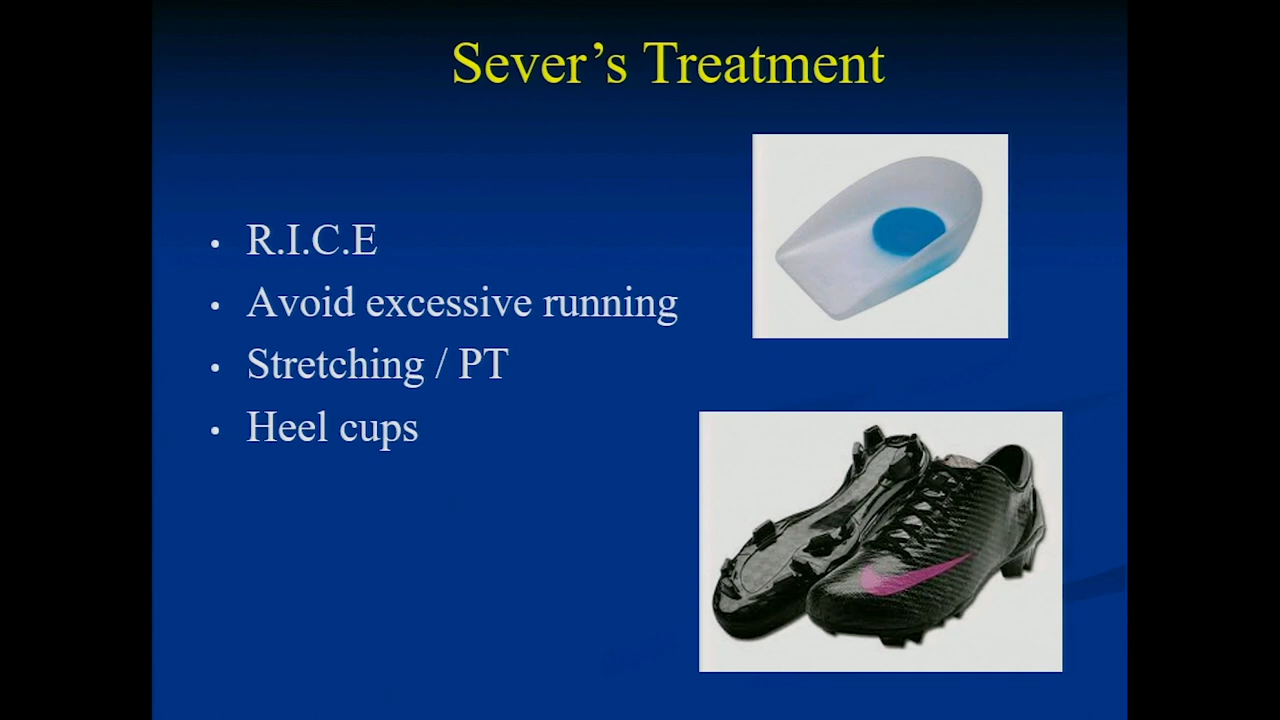 Sever’s Treatment
• R.I.C.E
• Avoid excessive running
• Stretching / PT
• Heel cups